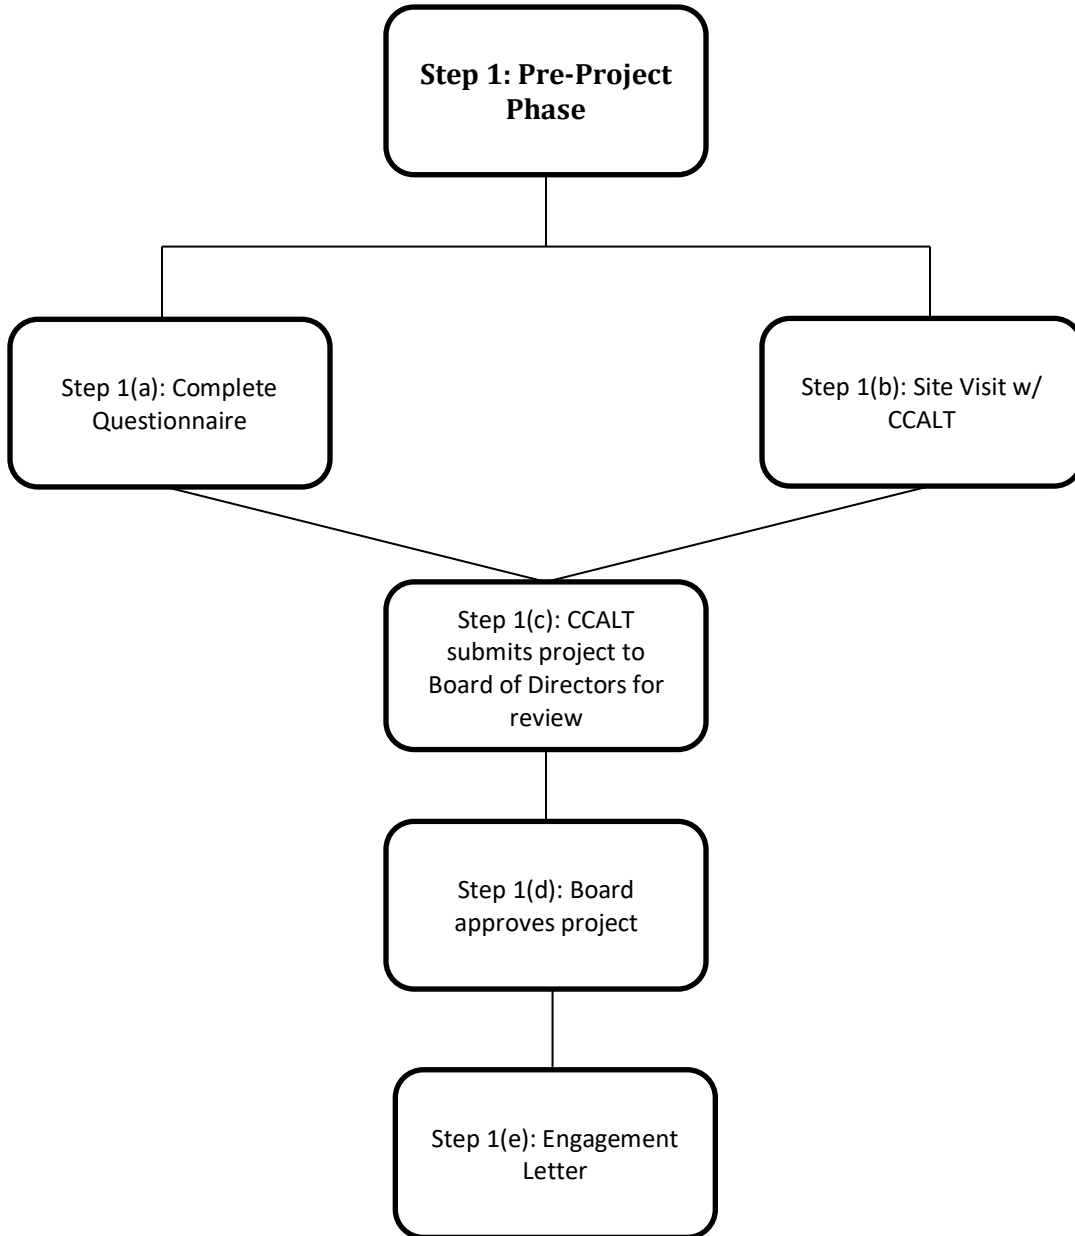 Step 1: Pre-Project
Phase
Step 1(a): Complete
Questionnaire
Step 1(b): Site Visit w/
CCALT
Step 1(c): CCALT
submits project to
Board of Directors for
review
Step 1(d): Board
approves project
Step 1(e): Engagement
Letter